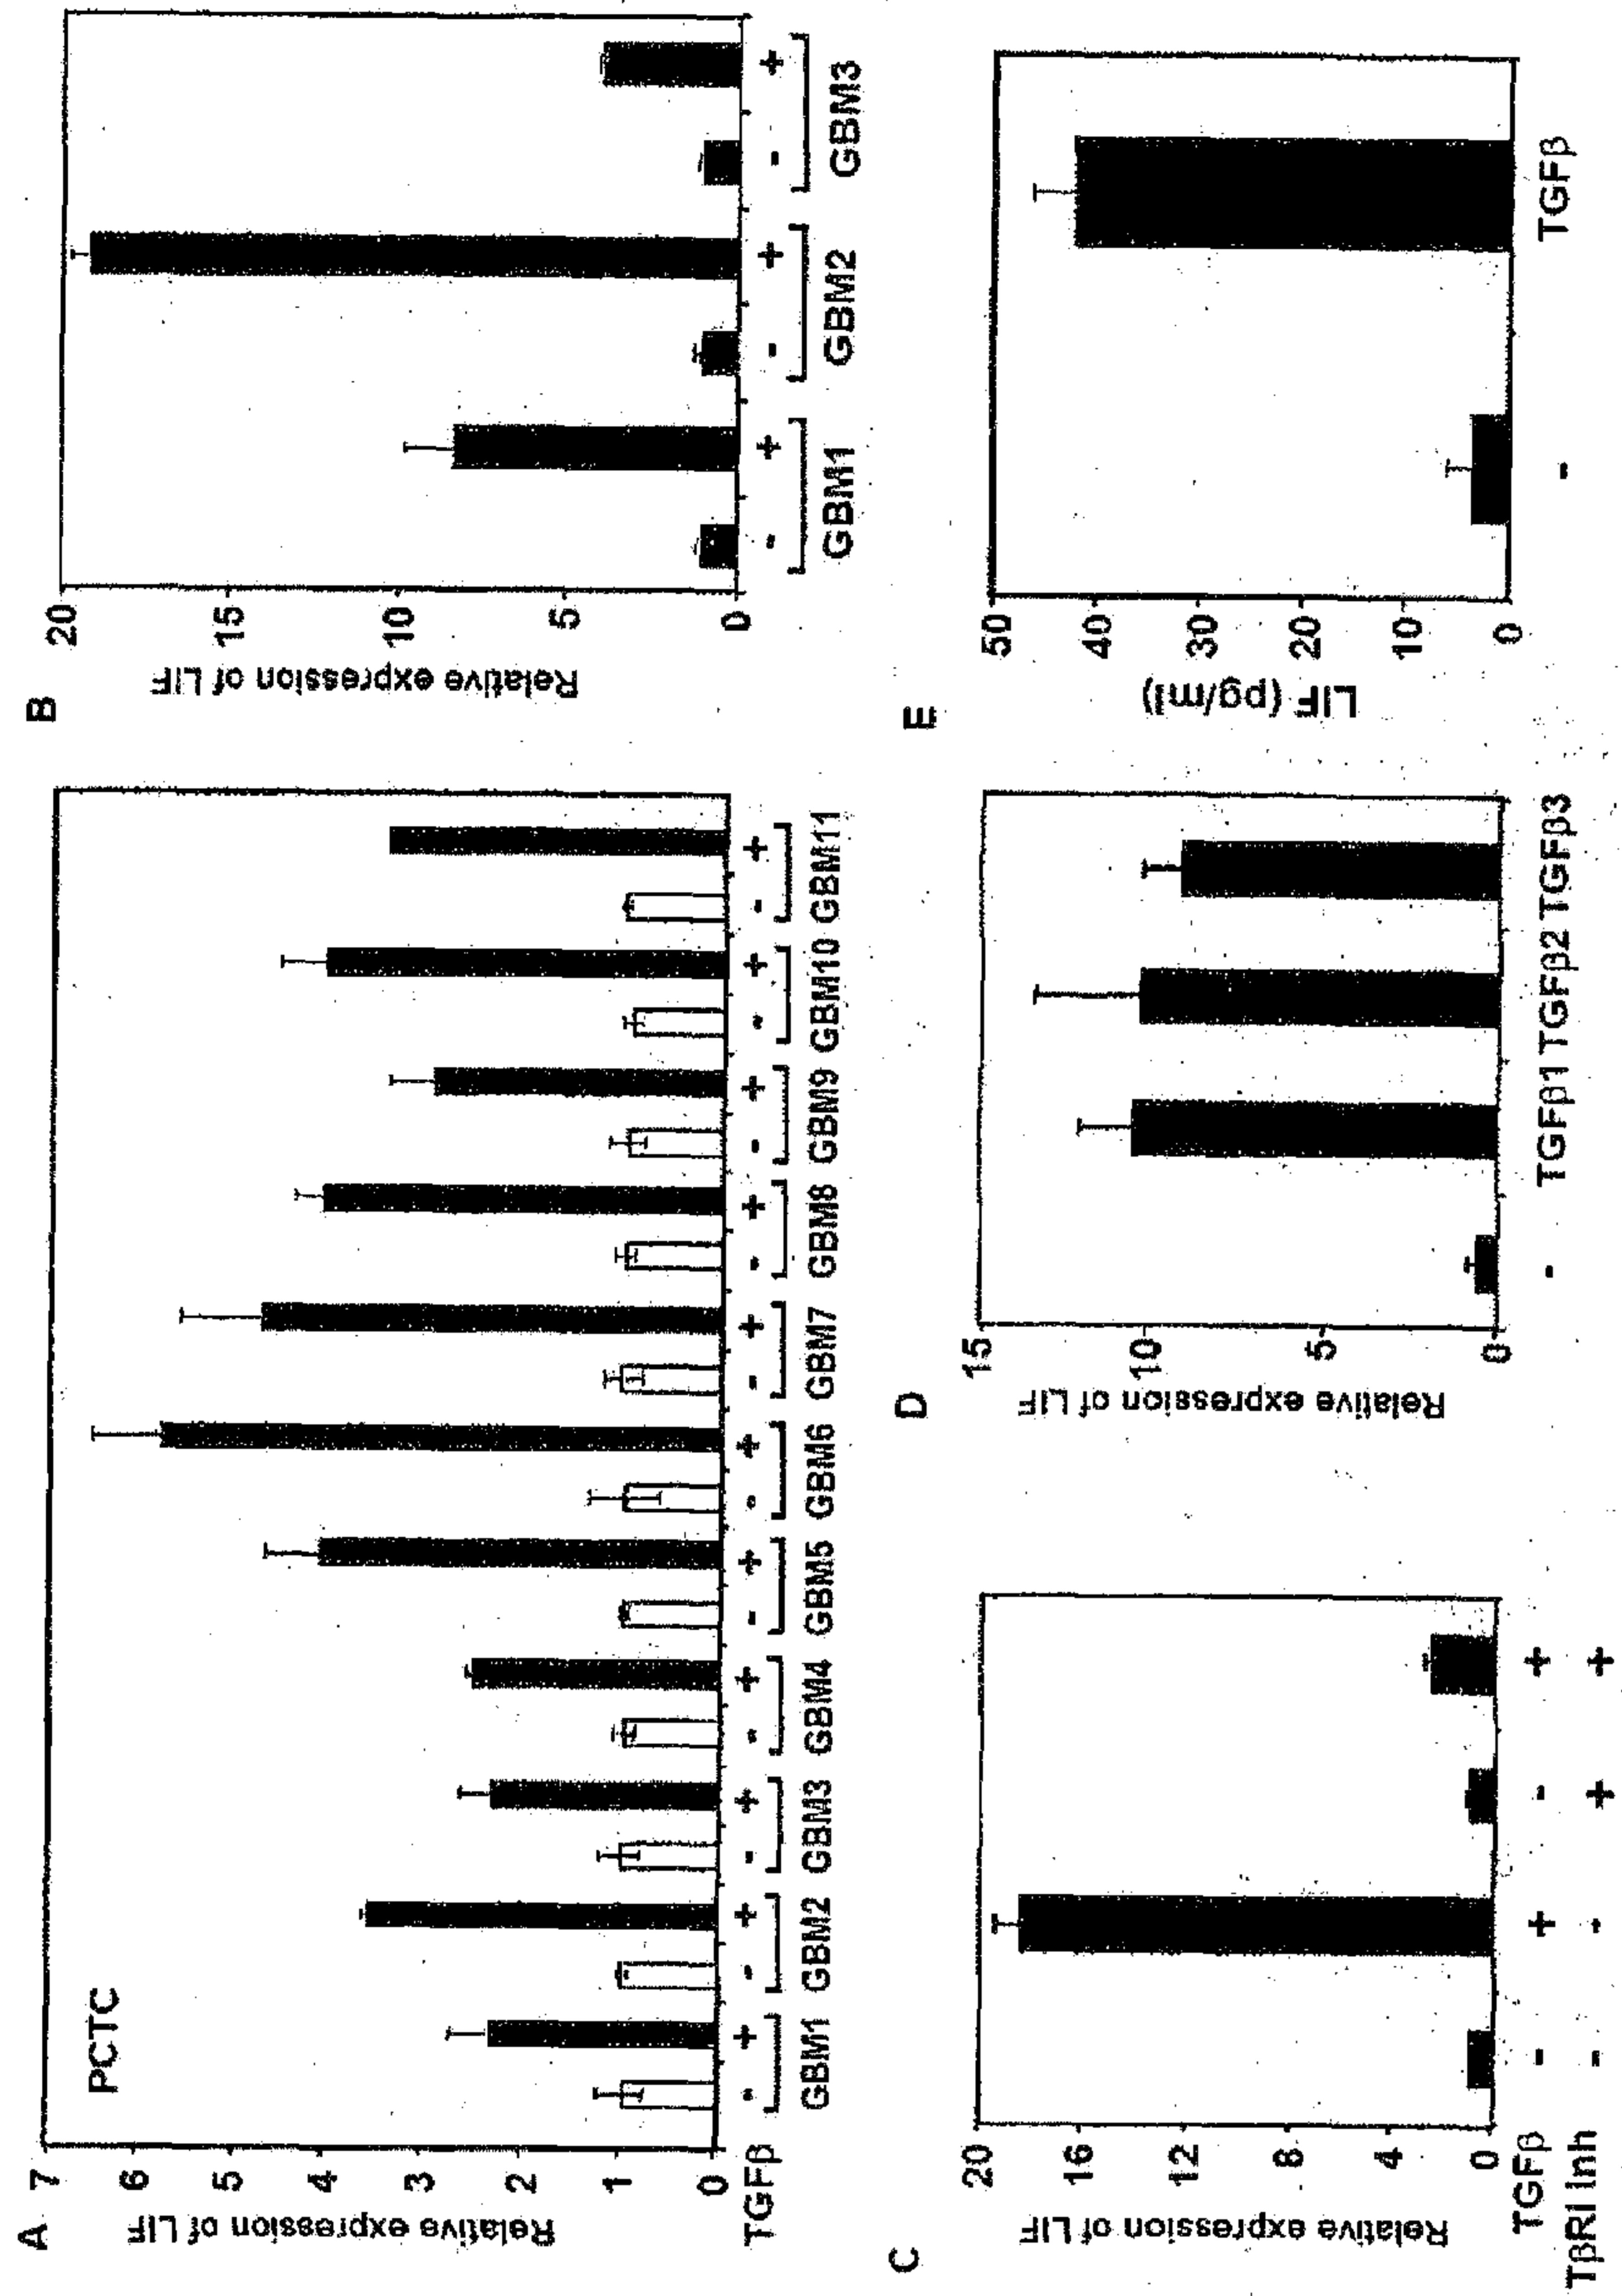 A
PCTC
Relative expression of LIF
7
6
5
4
3
2
1
0
TGFβ - + - + - + - + - + - + - + - + - + - + - +
GBM1 GBM2 GBM3 GBM4 GBM5 GBM6 GBM7 GBM8 GBM9 GBM10 GBM11
B
Relative expression of LIF
20
15
10
5
0
- + - + - +
GBM1 GBM2 GBM3
C
Relative expression of LIF
20
16
12
8
4
0
TGFβ - + - +
TβRI Inh - - + +
D
Relative expression of LIF
15
10
5
0
- TGFβ1 TGFβ2 TGFβ3
E
LIF (pg/ml)
50
40
30
20
10
0
- TGFβ